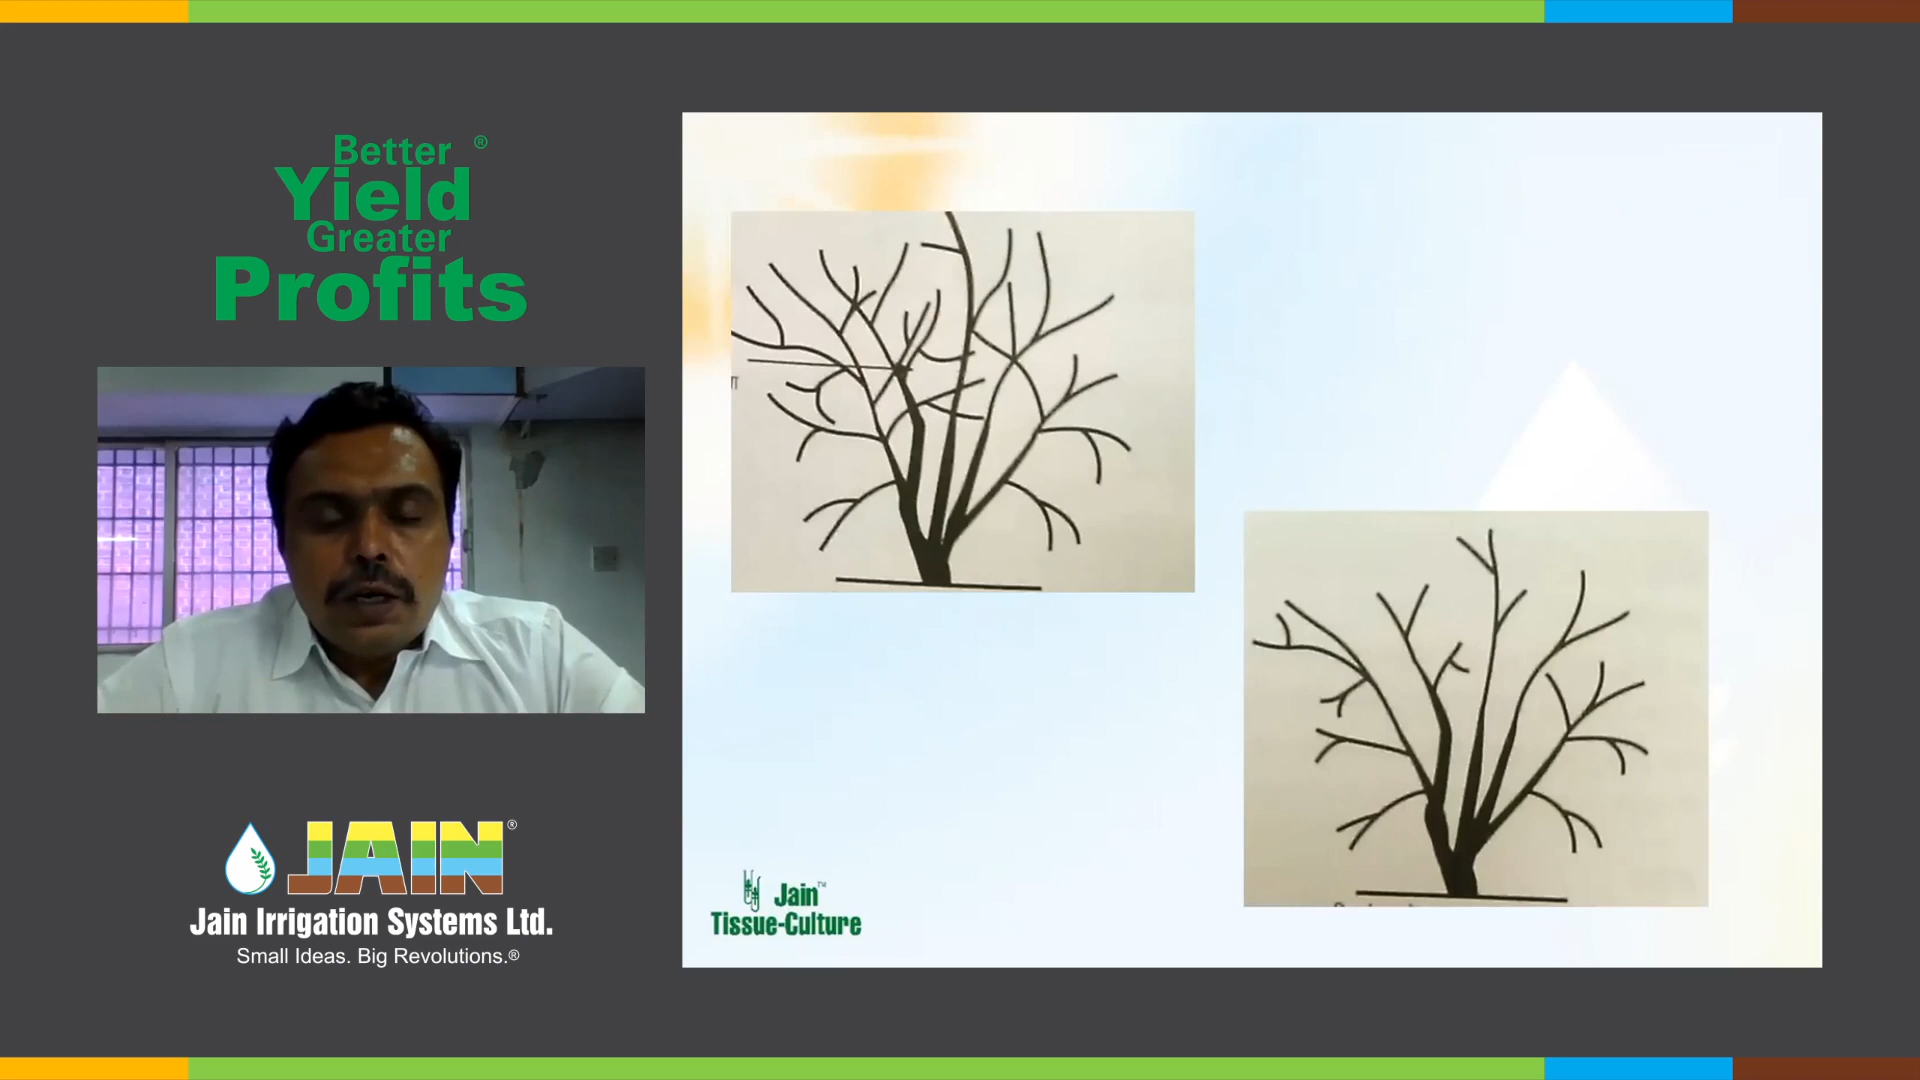 Better ®
Yield
Greater
Profits
JAIN®
Jain Irrigation Systems Ltd.
Small Ideas. Big Revolutions.®
Jain™
Tissue-Culture